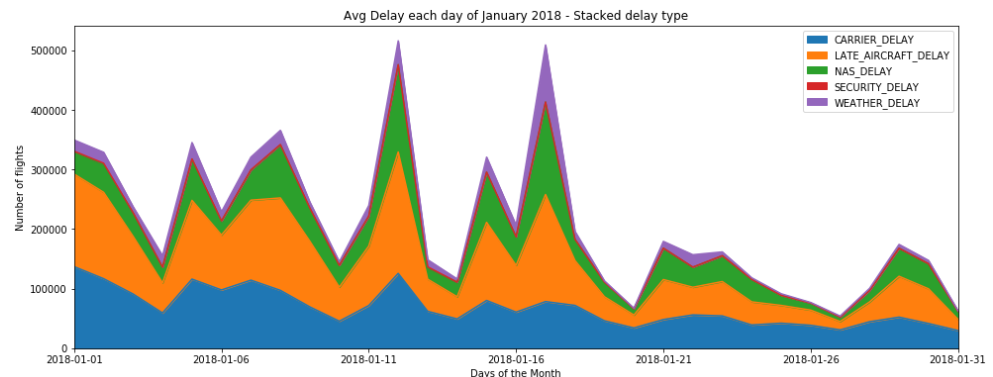 Avg Delay each day of January 2018 - Stacked delay type
CARRIER_DELAY
LATE_AIRCRAFT_DELAY
NAS_DELAY
SECURITY_DELAY
WEATHER_DELAY
Number of flights
500000
400000
300000
200000
100000
0
2018-01-01 2018-01-06 2018-01-11 2018-01-16 2018-01-21 2018-01-26 2018-01-31
Days of the Month